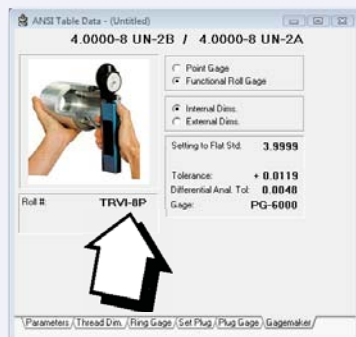 ANSI Table Data - (Untitled)
4.0000-8 UN-2B / 4.0000-8 UN-2A
Point Gage
Functional Roll Gage
Internal Dims.
External Dims.
Setting to Flat Std. 3.9999
Tolerance: + 0.0119
Differential Anal. Tol: 0.0048
Gage: PG-6000
Roll #: TRVI-8P
Parameters / Thread Dim. / Ring Gage / Set Plug / Plug Gage / Gagemaker